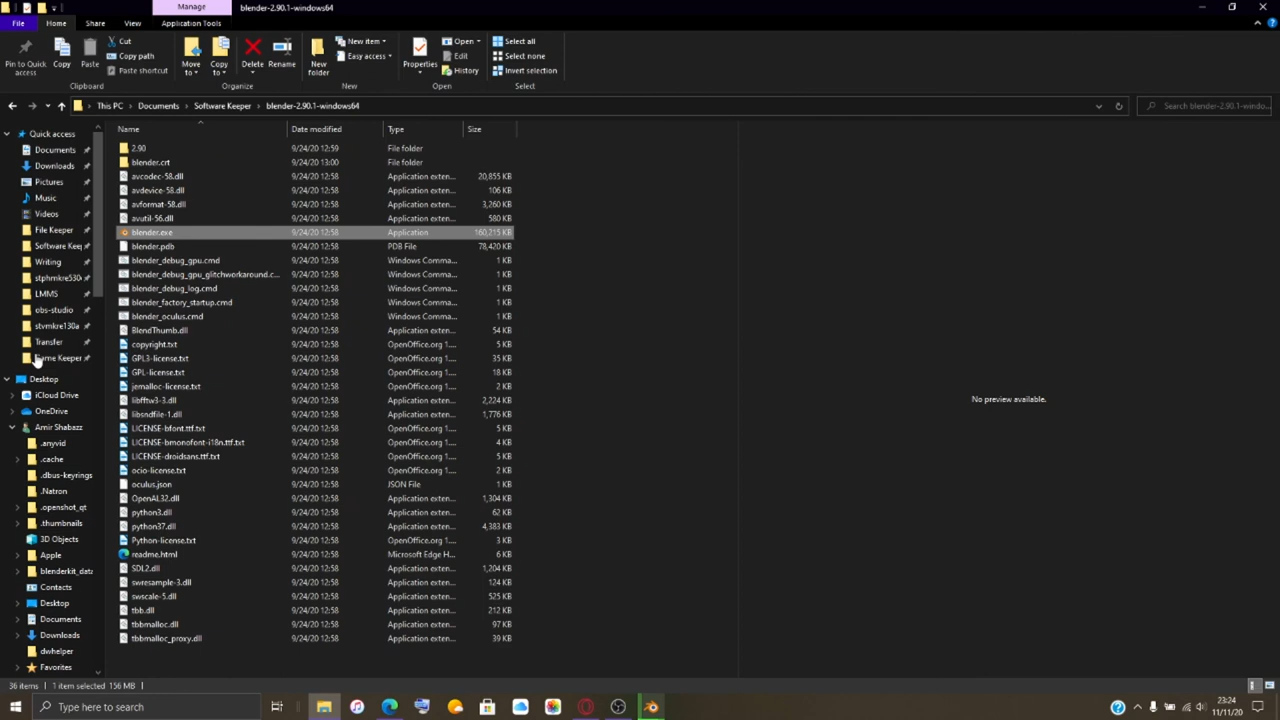 Manage
blender-2.90.1-windows64
File
Home
Share
View
Application Tools
Pin to Quick access
Copy
Paste
Cut
Copy path
Paste shortcut
Clipboard
Move to
Copy to
Delete
Rename
Organize
New folder
New item
Easy access
New
Properties
Open
Edit
History
Open
Select all
Select none
Invert selection
Select
This PC
Documents
Software Keeper
blender-2.90.1-windows64
Search blender-2.90.1-windo...
Quick access
Documents
Downloads
Pictures
Music
Videos
File Keeper
Software Keep
Writing
stphmkre530
LMMS
obs-studio
stvmkre130a
Transfer
Game Keeper
Desktop
iCloud Drive
OneDrive
Amir Shabazz
.anyvid
.cache
.dbus-keyrings
.Natron
.openshot_qt
.thumbnails
3D Objects
Apple
blenderkit_data
Contacts
Desktop
Documents
Downloads
dwhelper
Favorites
Name Date modified Type Size
2.90 9/24/20 12:59 File folder
blender.crt 9/24/20 13:00 File folder
avcodec-58.dll 9/24/20 12:58 Application exten... 20,855 KB
avdevice-58.dll 9/24/20 12:58 Application exten... 106 KB
avformat-58.dll 9/24/20 12:58 Application exten... 3,260 KB
avutil-56.dll 9/24/20 12:58 Application exten... 580 KB
blender.exe 9/24/20 12:58 Application 160,215 KB
blender.pdb 9/24/20 12:58 PDB File 78,420 KB
blender_debug_gpu.cmd 9/24/20 12:58 Windows Comma... 1 KB
blender_debug_gpu_glitchworkaround.c... 9/24/20 12:58 Windows Comma... 1 KB
blender_debug_log.cmd 9/24/20 12:58 Windows Comma... 1 KB
blender_factory_startup.cmd 9/24/20 12:58 Windows Comma... 1 KB
blender_oculus.cmd 9/24/20 12:58 Windows Comma... 1 KB
BlendThumb.dll 9/24/20 12:58 Application exten... 54 KB
copyright.txt 9/24/20 12:58 OpenOffice.org 1.... 5 KB
GPL3-license.txt 9/24/20 12:58 OpenOffice.org 1.... 35 KB
GPL-license.txt 9/24/20 12:58 OpenOffice.org 1.... 18 KB
jemalloc-license.txt 9/24/20 12:58 OpenOffice.org 1.... 2 KB
libfftw3-3.dll 9/24/20 12:58 Application exten... 2,224 KB
libsndfile-1.dll 9/24/20 12:58 Application exten... 1,776 KB
LICENSE-bfont.ttf.txt 9/24/20 12:58 OpenOffice.org 1.... 5 KB
LICENSE-bmonofont-i18n.ttf.txt 9/24/20 12:58 OpenOffice.org 1.... 4 KB
LICENSE-droidsans.ttf.txt 9/24/20 12:58 OpenOffice.org 1.... 5 KB
ocio-license.txt 9/24/20 12:58 OpenOffice.org 1.... 2 KB
oculus.json 9/24/20 12:58 JSON File 2 KB
OpenAL32.dll 9/24/20 12:58 Application exten... 1,304 KB
python3.dll 9/24/20 12:58 Application exten... 62 KB
python37.dll 9/24/20 12:58 Application exten... 4,383 KB
Python-license.txt 9/24/20 12:58 OpenOffice.org 1.... 3 KB
readme.html 9/24/20 12:58 Microsoft Edge H... 6 KB
SDL2.dll 9/24/20 12:58 Application exten... 1,204 KB
swresample-3.dll 9/24/20 12:58 Application exten... 124 KB
swscale-5.dll 9/24/20 12:58 Application exten... 525 KB
tbb.dll 9/24/20 12:58 Application exten... 212 KB
tbbmalloc.dll 9/24/20 12:58 Application exten... 97 KB
tbbmalloc_proxy.dll 9/24/20 12:58 Application exten... 39 KB
No preview available.
36 items 1 item selected 156 MB
Type here to search
23:24
11/11/20